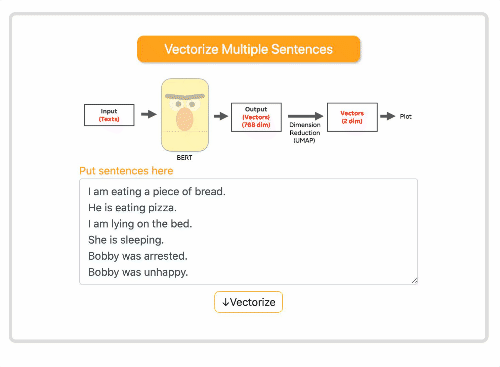 Vectorize Multiple Sentences
Input
(Texts)
BERT
Output
(Vectors)
(768 dim)
Dimension
Reduction
(UMAP)
Vectors
(2 dim)
Plot
Put sentences here
I am eating a piece of bread.
He is eating pizza.
I am lying on the bed.
She is sleeping.
Bobby was arrested.
Bobby was unhappy.
↓Vectorize